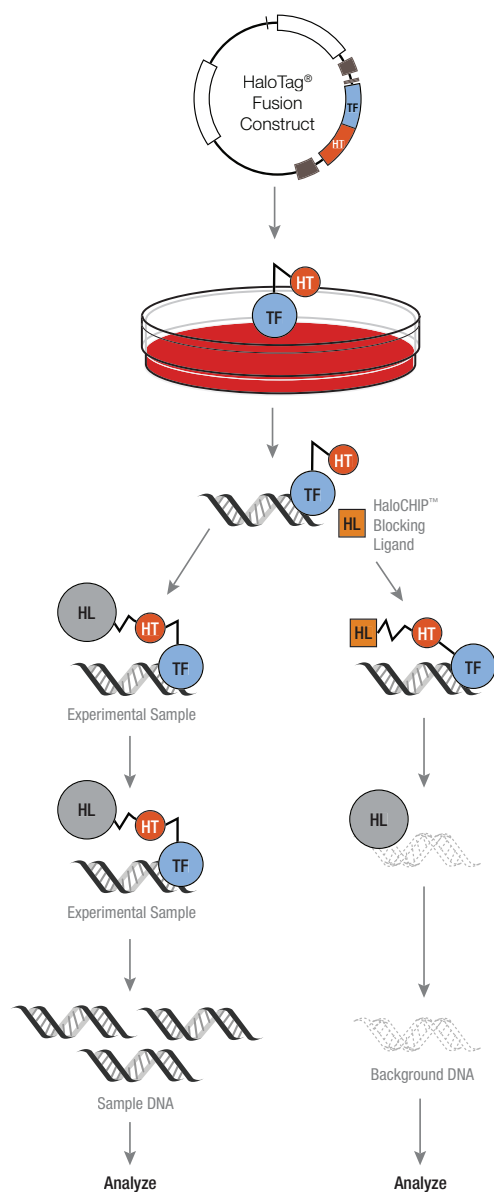 HaloTag®
Fusion
Construct
TF
HT
HT
TF
HT
TF
HL
HaloCHIP™
Blocking
Ligand
HL
HT
TF
Experimental Sample
HL
HT
TF
HL
HT
TF
Experimental Sample
HL
Sample DNA
Background DNA
Analyze
Analyze